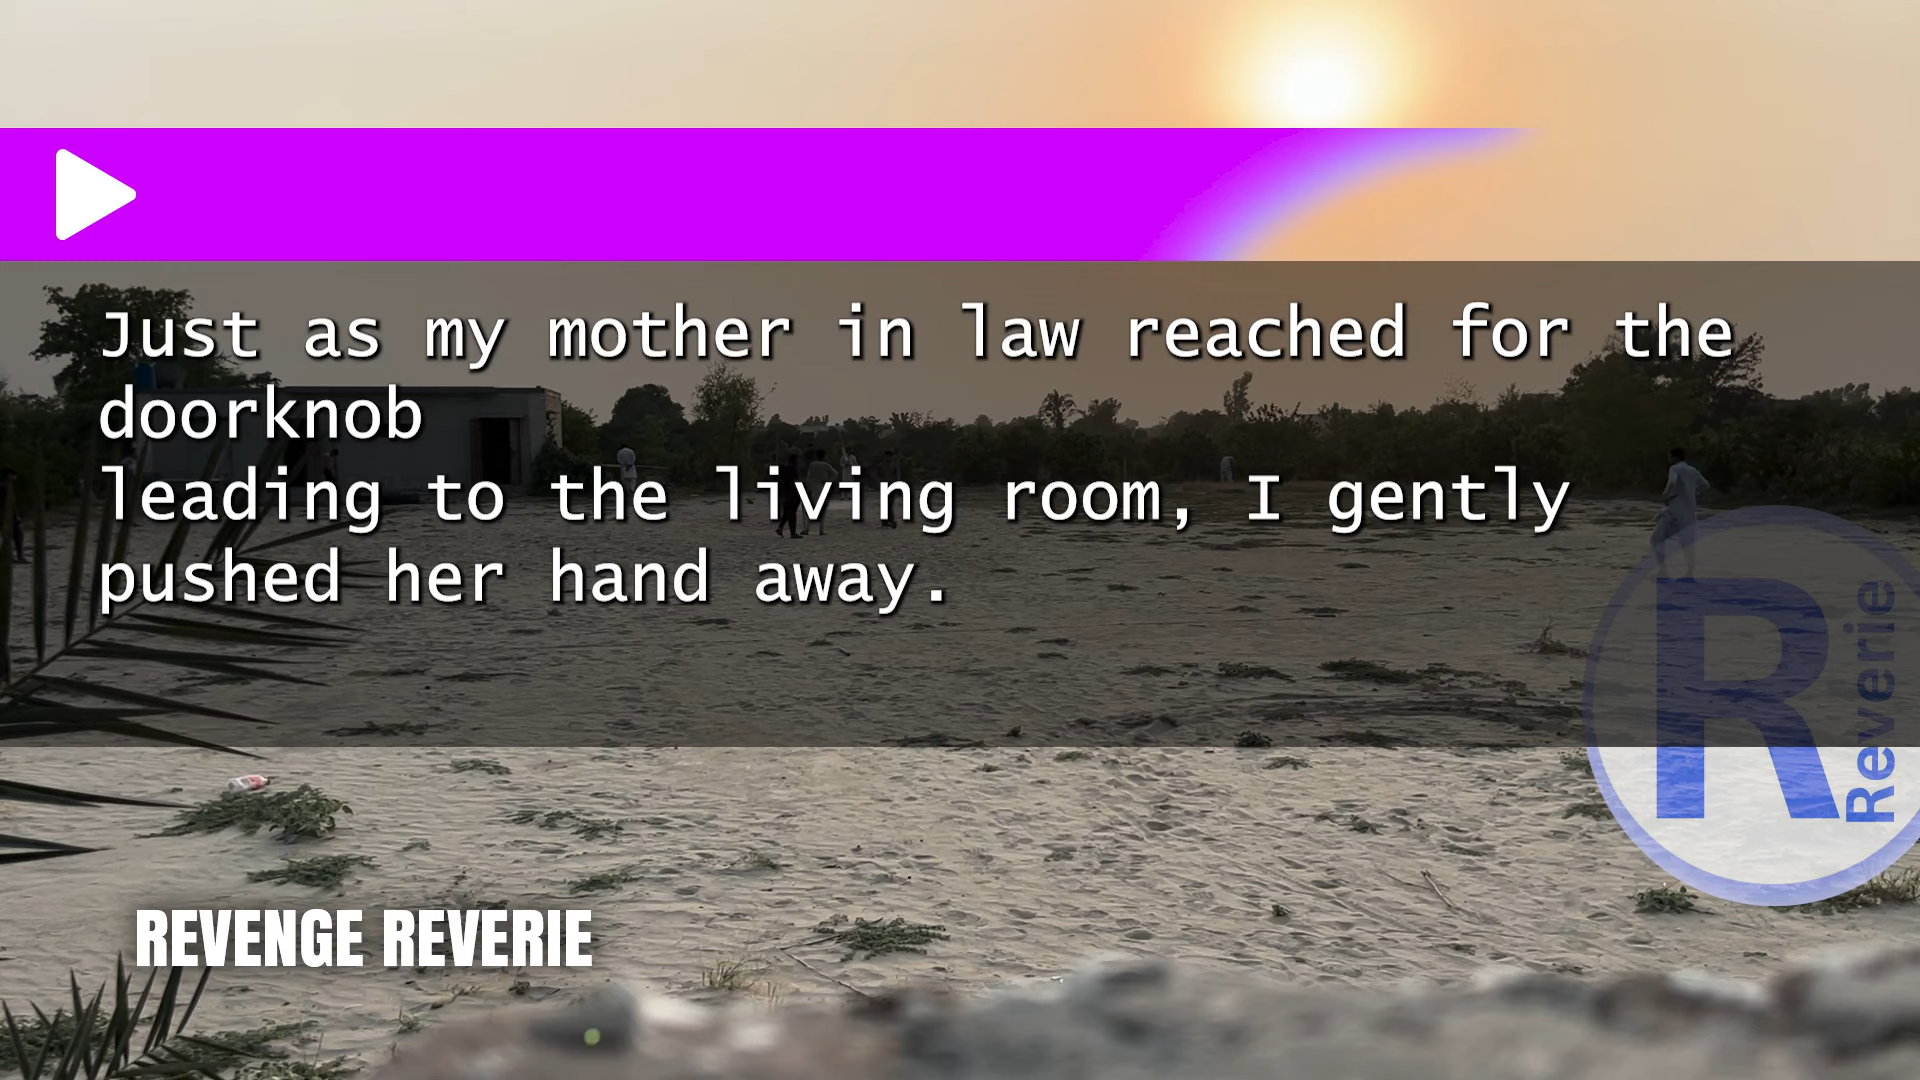 Just as my mother in law reached for the
doorknob
leading to the living room, I gently
pushed her hand away.
R
Reverie
REVENGE REVERIE